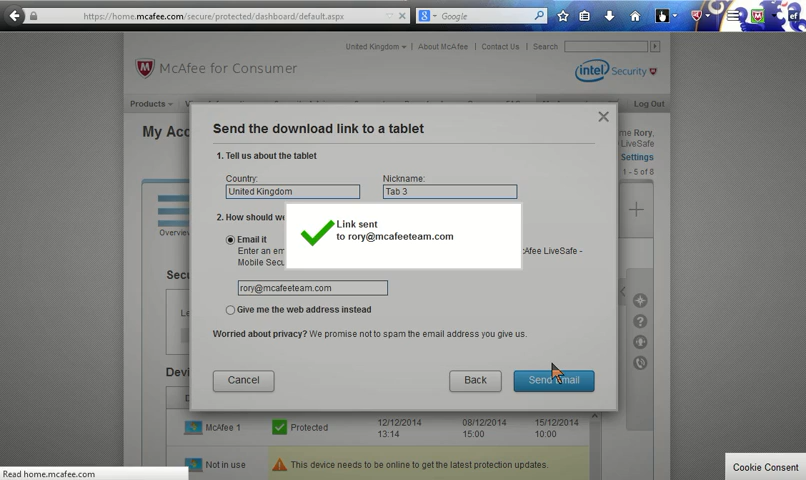 https://home.mcafee.com/secure/protected/dashboard/default.aspx
Google
United Kingdom
About McAfee
Contact Us
Search
McAfee for Consumer
intel Security
Products
Log Out
My Acc
me Rory,
LiveSafe
Settings
1 - 5 of 8
Send the download link to a tablet
1. Tell us about the tablet
Country:
Nickname:
United Kingdom
Tab 3
2. How should we
Link sent
to rory@mcafeeteam.com
Email it
Enter an em
cAfee LiveSafe -
Mobile Secu
rory@mcafeeteam.com
Give me the web address instead
Worried about privacy? We promise not to spam the email address you give us.
Cancel
Back
Send Email
Overview
Secu
Le
Devi
D
McAfee 1
Protected
12/12/2014
13:14
08/12/2014
15:00
15/12/2014
10:00
Not in use
This device needs to be online to get the latest protection updates.
Read home.mcafee.com
Cookie Consent